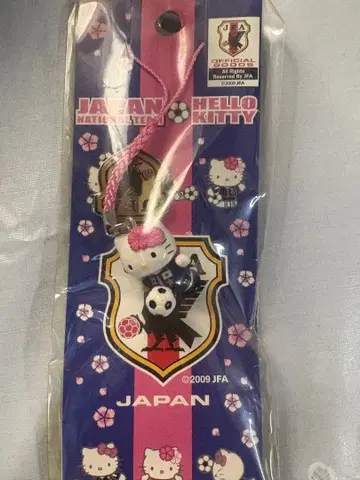 JFA
OFFICIAL
GOODS
All Rights
Reserved By JFA
©2009 JFA
JAPAN
NATIONAL TEAM
HELLO
KITTY
©2009 JFA
JAPAN